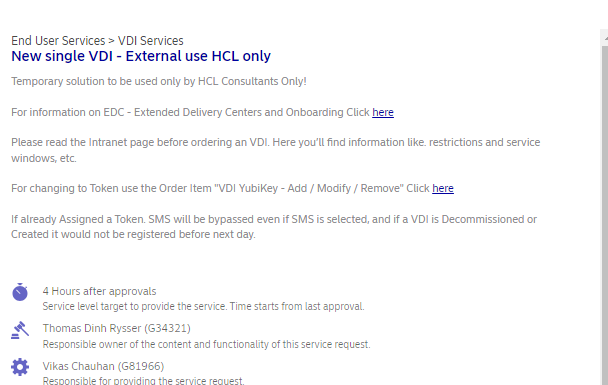 End User Services > VDI Services
New single VDI - External use HCL only
Temporary solution to be used only by HCL Consultants Only!
For information on EDC - Extended Delivery Centers and Onboarding Click here
Please read the Intranet page before ordering an VDI. Here you'll find information like. restrictions and service
windows, etc.
For changing to Token use the Order Item "VDI YubiKey - Add / Modify / Remove" Click here
If already Assigned a Token. SMS will be bypassed even if SMS is selected, and if a VDI is Decommissioned or
Created it would not be registered before next day.
4 Hours after approvals
Service level target to provide the service. Time starts from last approval.
Thomas Dinh Rysser (G34321)
Responsible owner of the content and functionality of this service request.
Vikas Chauhan (G81966)
Responsible for providing the service request.